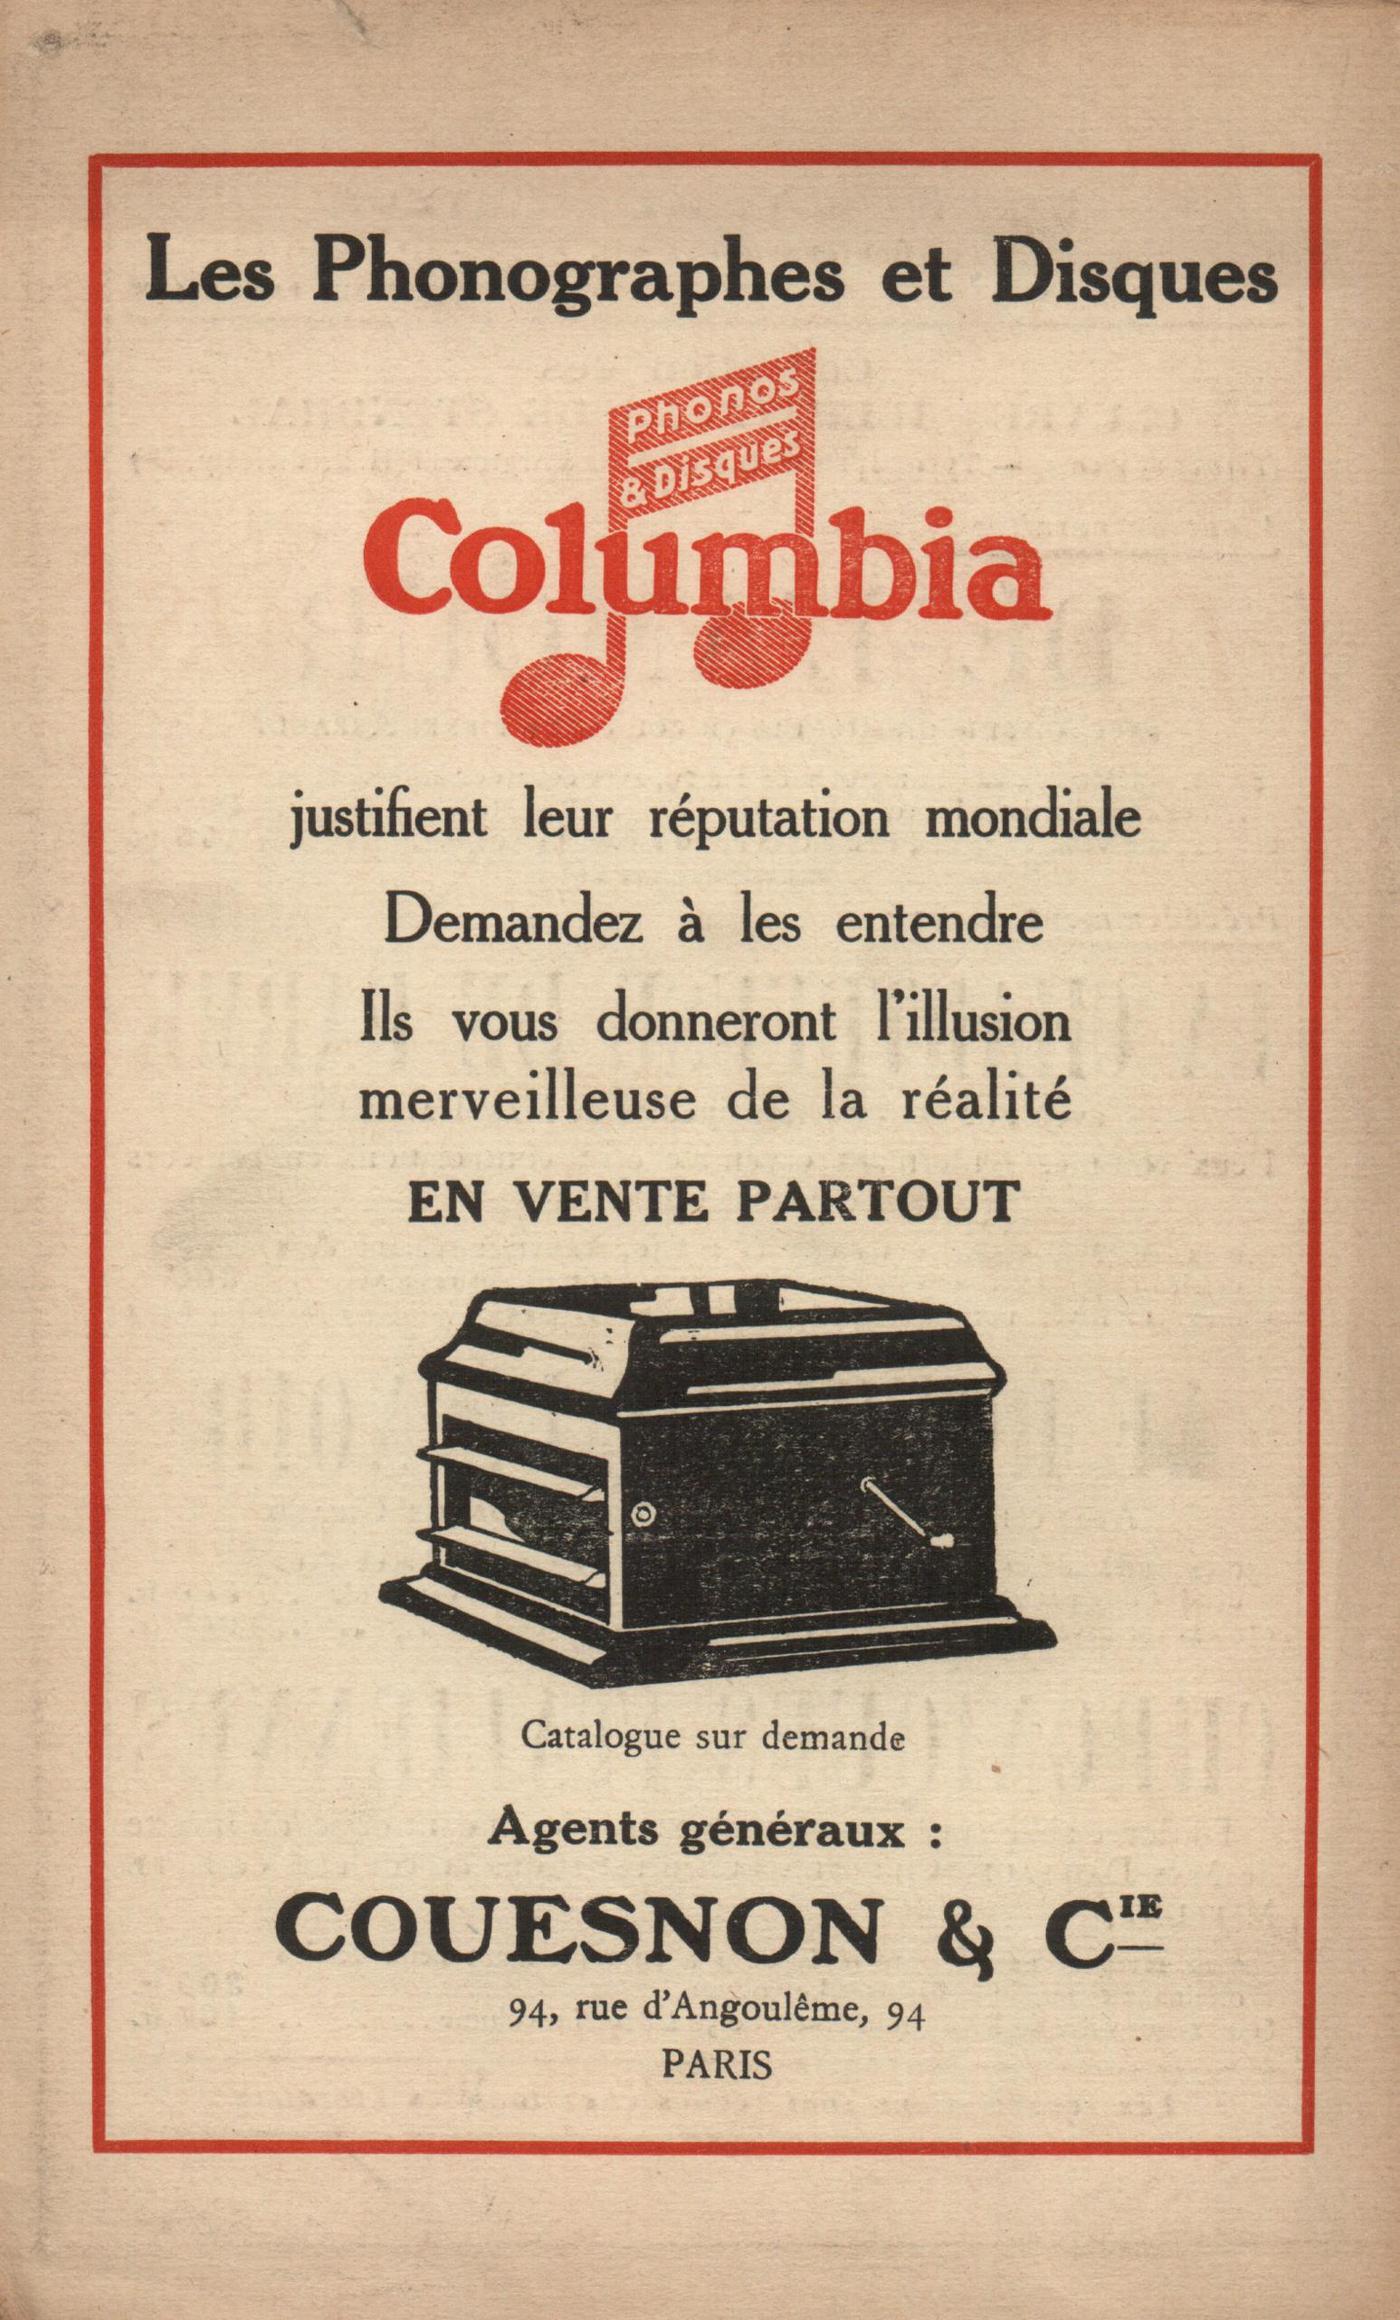 Les Phonographes et Disques
Phonos
& Disques
Columbia
justifient leur réputation mondiale
Demandez à les entendre
Ils vous donneront l'illusion
merveilleuse de la réalité
EN VENTE PARTOUT
Catalogue sur demande
Agents généraux :
COUESNON & CIE
94, rue d'Angoulême, 94
PARIS